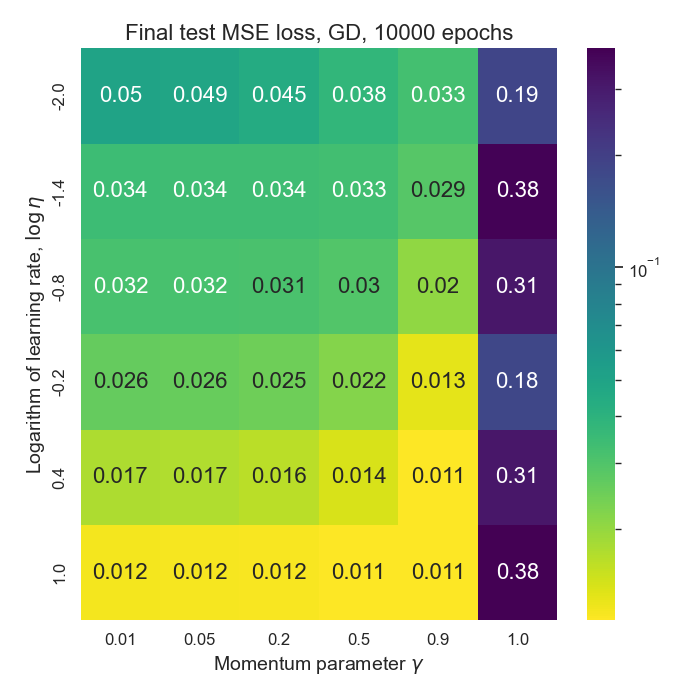 Final test MSE loss, GD, 10000 epochs
-2.0 0.05 0.049 0.045 0.038 0.033 0.19
-1.4 0.034 0.034 0.034 0.033 0.029 0.38
-0.8 0.032 0.032 0.031 0.03 0.02 0.31
-0.2 0.026 0.026 0.025 0.022 0.013 0.18
0.4 0.017 0.017 0.016 0.014 0.011 0.31
1.0 0.012 0.012 0.012 0.011 0.011 0.38
0.01 0.05 0.2 0.5 0.9 1.0
Momentum parameter γ
Logarithm of learning rate, log η
10⁻¹